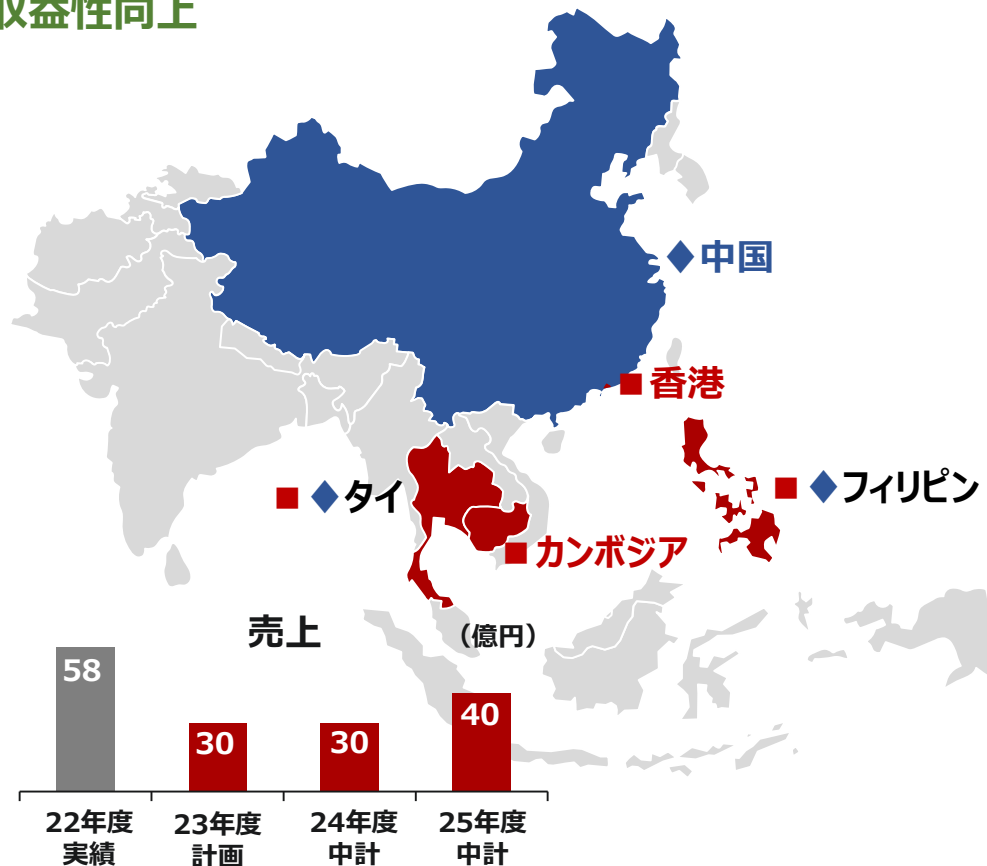 収益性向上
◆中国
■香港
■◆タイ
■◆フィリピン
■カンボジア
売上 （億円）
58
30
30
40
22年度
実績
23年度
計画
24年度
中計
25年度
中計